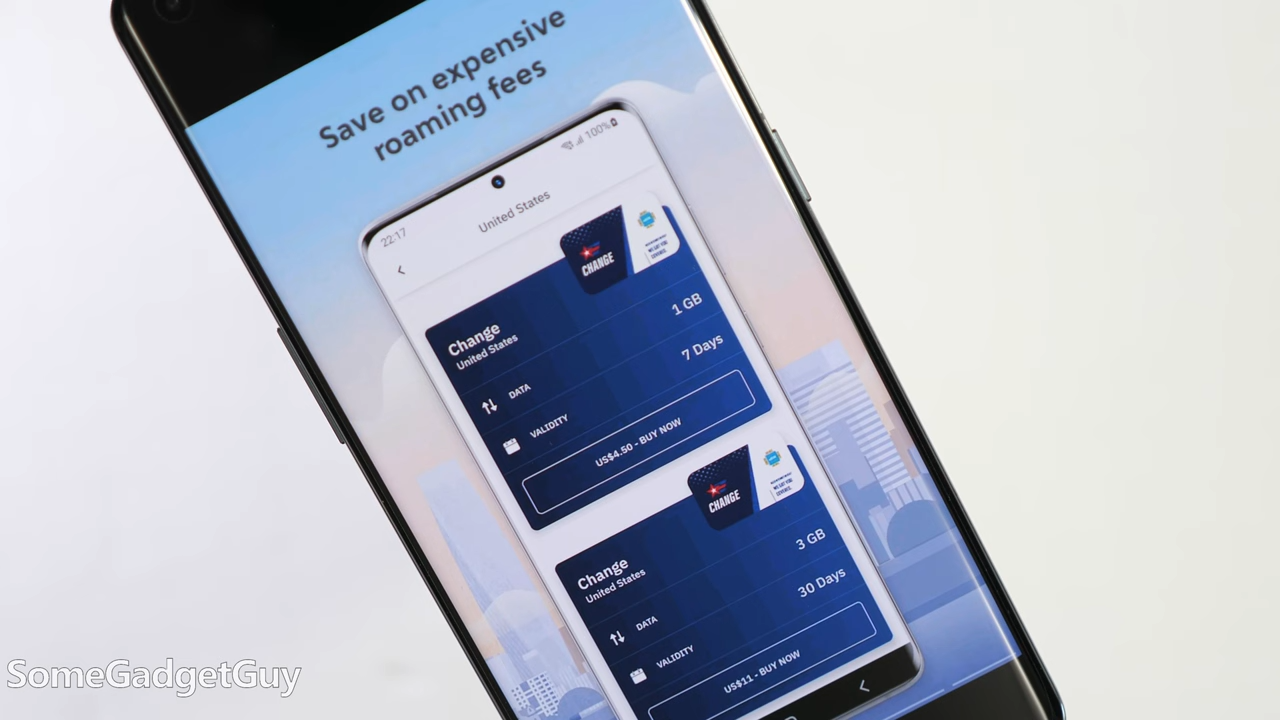 Save on expensive
roaming fees
22:17
100%
United States
CHANGE
Change
United States
1 GB
DATA
7 Days
VALIDITY
US$4.50 - BUY NOW
CHANGE
Change
United States
3 GB
DATA
30 Days
VALIDITY
US$11 - BUY NOW
SomeGadgetGuy